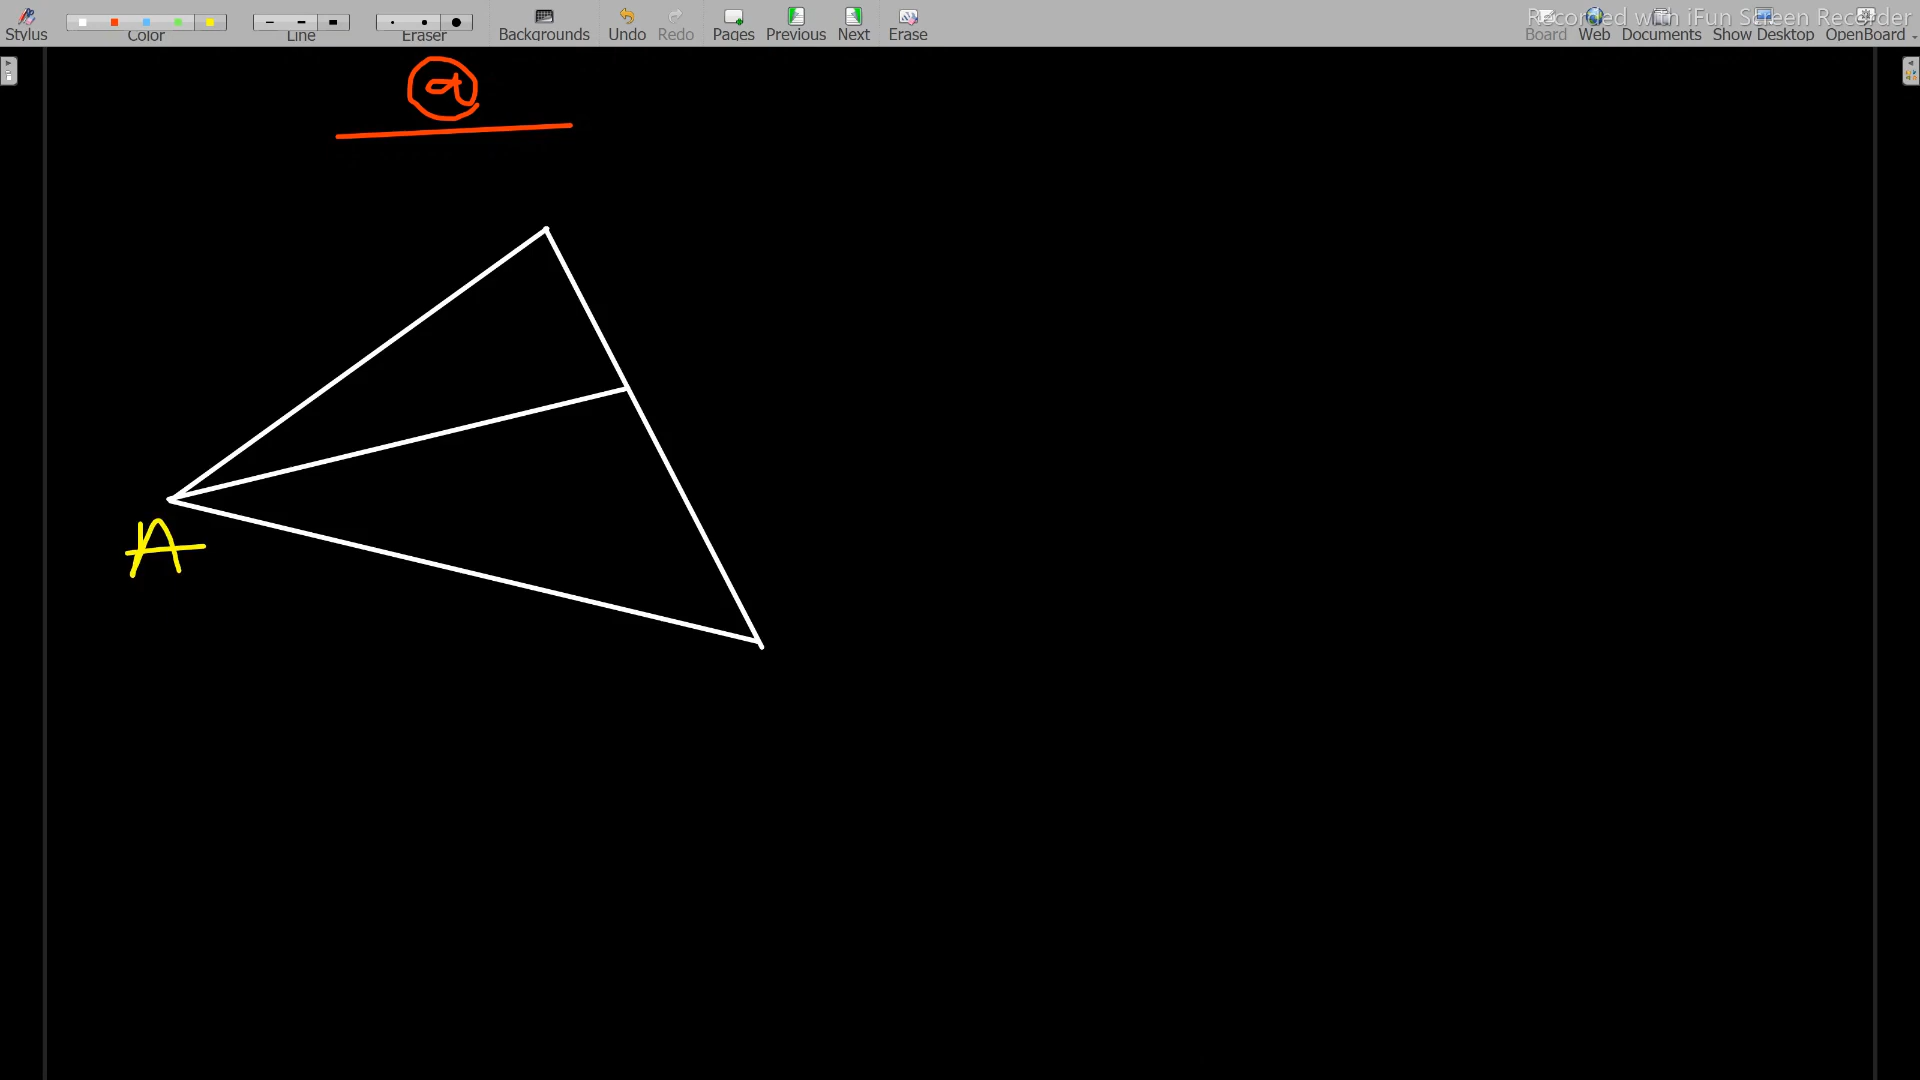 Recorded with iFun Screen Recorder
Stylus Color Line Eraser Backgrounds Undo Redo Pages Previous Next Erase Board Web Documents Show Desktop OpenBoard
A